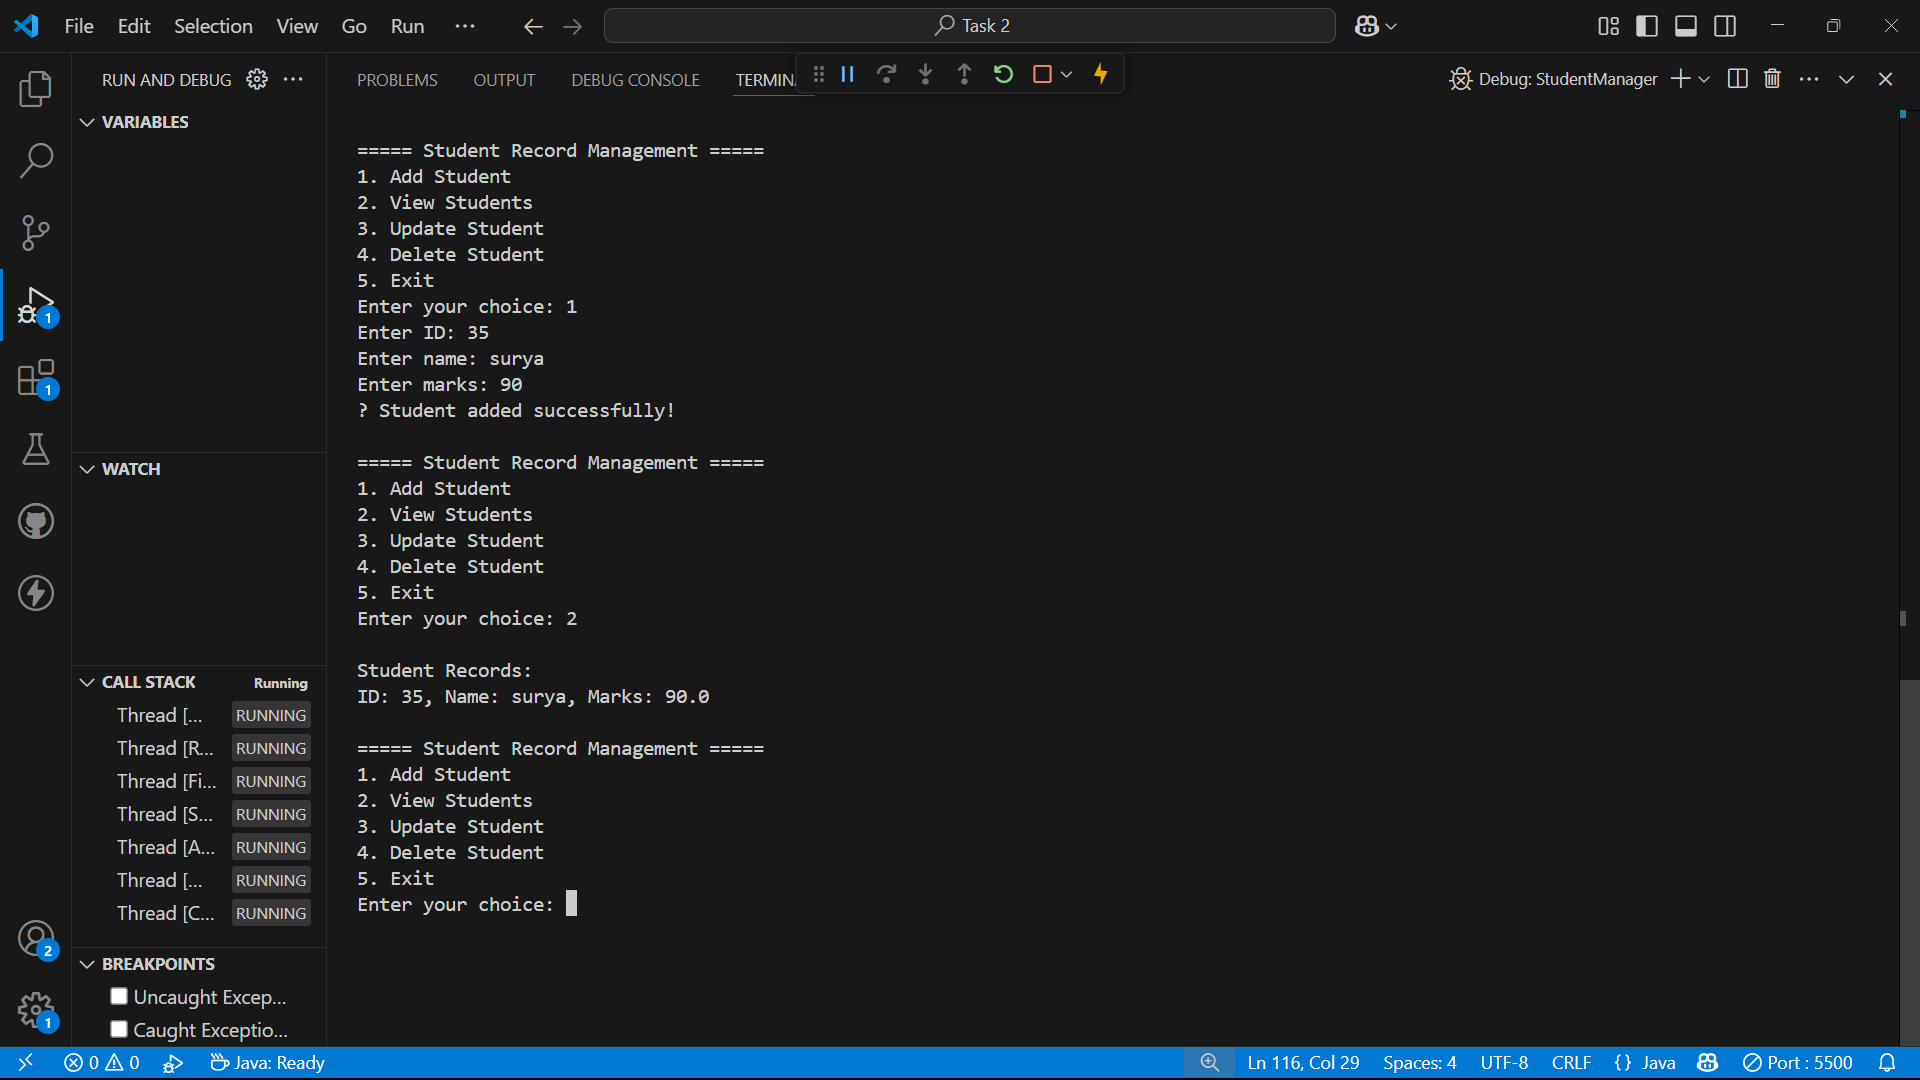 File Edit Selection View Go Run ··· Task 2
RUN AND DEBUG ··· PROBLEMS OUTPUT DEBUG CONSOLE TERMIN Debug: StudentManager ···
VARIABLES
===== Student Record Management =====
1. Add Student
2. View Students
3. Update Student
4. Delete Student
5. Exit
Enter your choice: 1
Enter ID: 35
Enter name: surya
Enter marks: 90
? Student added successfully!
===== Student Record Management =====
1. Add Student
2. View Students
3. Update Student
4. Delete Student
5. Exit
Enter your choice: 2
Student Records:
ID: 35, Name: surya, Marks: 90.0
===== Student Record Management =====
1. Add Student
2. View Students
3. Update Student
4. Delete Student
5. Exit
Enter your choice:
WATCH
CALL STACK Running
Thread [... RUNNING
Thread [R... RUNNING
Thread [Fi... RUNNING
Thread [S... RUNNING
Thread [A... RUNNING
Thread [... RUNNING
Thread [C... RUNNING
BREAKPOINTS
Uncaught Excep...
Caught Exceptio...
1
1
2
1
0 0 Java: Ready Ln 116, Col 29 Spaces: 4 UTF-8 CRLF {} Java Port : 5500